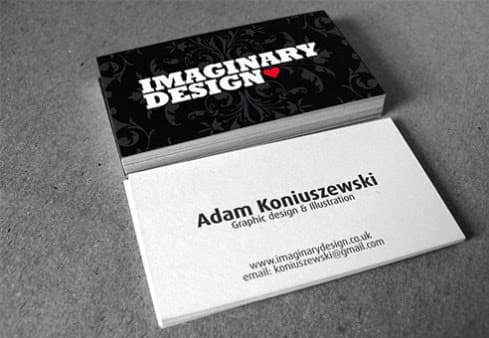 IMAGINARY
DESIGN
Adam Koniuszewski
Graphic design & Illustration
www.imaginarydesign.co.uk
email: koniuszewski@gmail.com